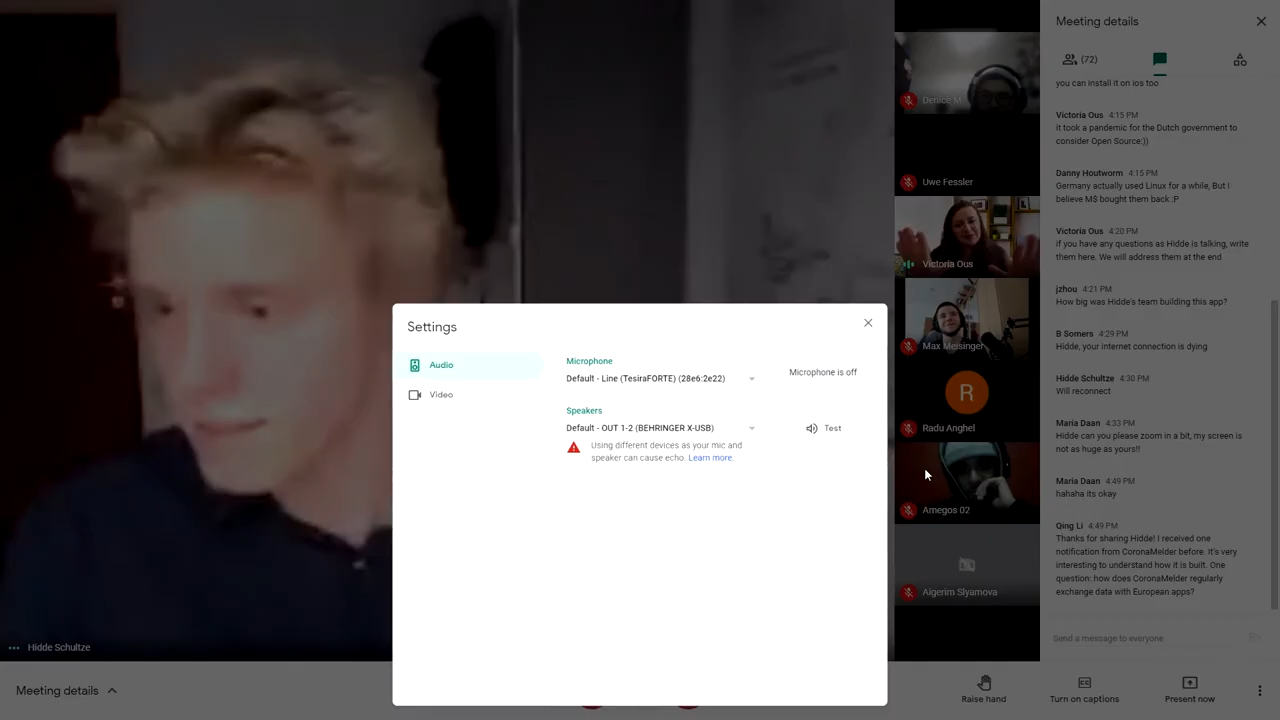 Meeting details
(72)
you can install it on ios too
Victoria Ous 4:15 PM
it took a pandemic for the Dutch government to
consider Open Source:))
Danny Houtworm 4:15 PM
Germany actually used Linux for a while, But I
believe M$ bought them back :P
Victoria Ous 4:20 PM
if you have any questions as Hidde is talking, write
them here. We will address them at the end
jzhou 4:21 PM
How big was Hidde's team building this app?
B Somers 4:29 PM
Hidde, your internet connection is dying
Hidde Schultze 4:30 PM
Will reconnect
Maria Daan 4:33 PM
Hidde can you please zoom in a bit, my screen is
not as huge as yours!!
Maria Daan 4:49 PM
hahaha its okay
Qing Li 4:49 PM
Thanks for sharing Hidde! I received one
notification from CoronaMelder before. It's very
interesting to understand how it is built. One
question: how does CoronaMelder regularly
exchange data with European apps?
Send a message to everyone
Denice M
Uwe Fessler
Victoria Ous
Max Meisinger
R
Radu Anghel
Amegos 02
Aigerim Slyamova
Settings
Audio
Video
Microphone
Default - Line (TesiraFORTE) (28e6:2e22)
Microphone is off
Speakers
Default - OUT 1-2 (BEHRINGER X-USB)
Test
Using different devices as your mic and
speaker can cause echo. Learn more.
Hidde Schultze
Meeting details
Raise hand
CC
Turn on captions
Present now